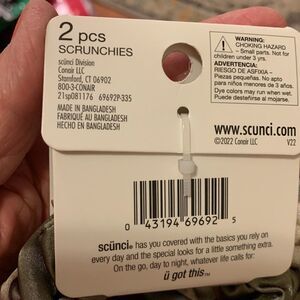 2 pcs
SCRUNCHIES
scünci Division
Conair LLC
Stamford, CT 06902
800-3-CONAIR
21sp081176 69692P-335
MADE IN BANGLADESH
FABRIQUÉ AU BANGLADESH
HECHO EN BANGLADESH
WARNING:
CHOKING HAZARD
– Small parts. Not for
children under 3 yrs.
ADVERTENCIA:
RIESGO DE ASFIXIA –
Piezas pequeñas. No apto
para niños menores de 3 años.
Dye colors may run when wet.
Puede desteñirse al mojarse.
www.scunci.com
©2022 Conair LLC V22
0 43194 69692 5
scünci® has you covered with the basics you rely on
every day and the special looks for a little something extra.
On the go, day to night, whatever life calls for:
ü got this™